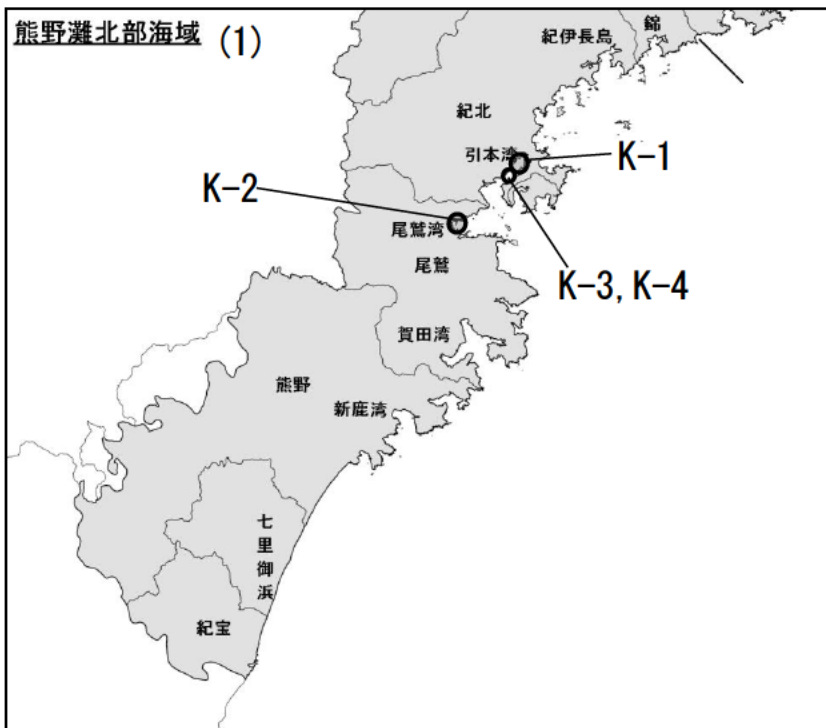 熊野灘北部海域 (1)
錦
紀伊長島
紀北
引本湾
K-1
K-2
尾鷲湾
尾鷲
K-3, K-4
賀田湾
熊野
新鹿湾
七里御浜
紀宝